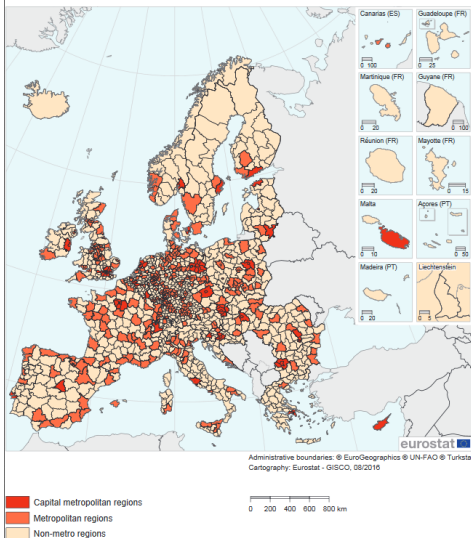 Canarias (ES)
0 100
Guadeloupe (FR)
0 25
Martinique (FR)
0 20
Guyane (FR)
0 100
Réunion (FR)
0 20
Mayotte (FR)
0 15
Malta
0 10
Açores (PT)
0 50
Madeira (PT)
0 20
Liechtenstein
0 5
eurostat
Administrative boundaries: © EuroGeographics © UN-FAO © Turksta
Cartography: Eurostat - GISCO, 08/2016
Capital metropolitan regions
Metropolitan regions
Non-metro regions
0 200 400 600 800 km